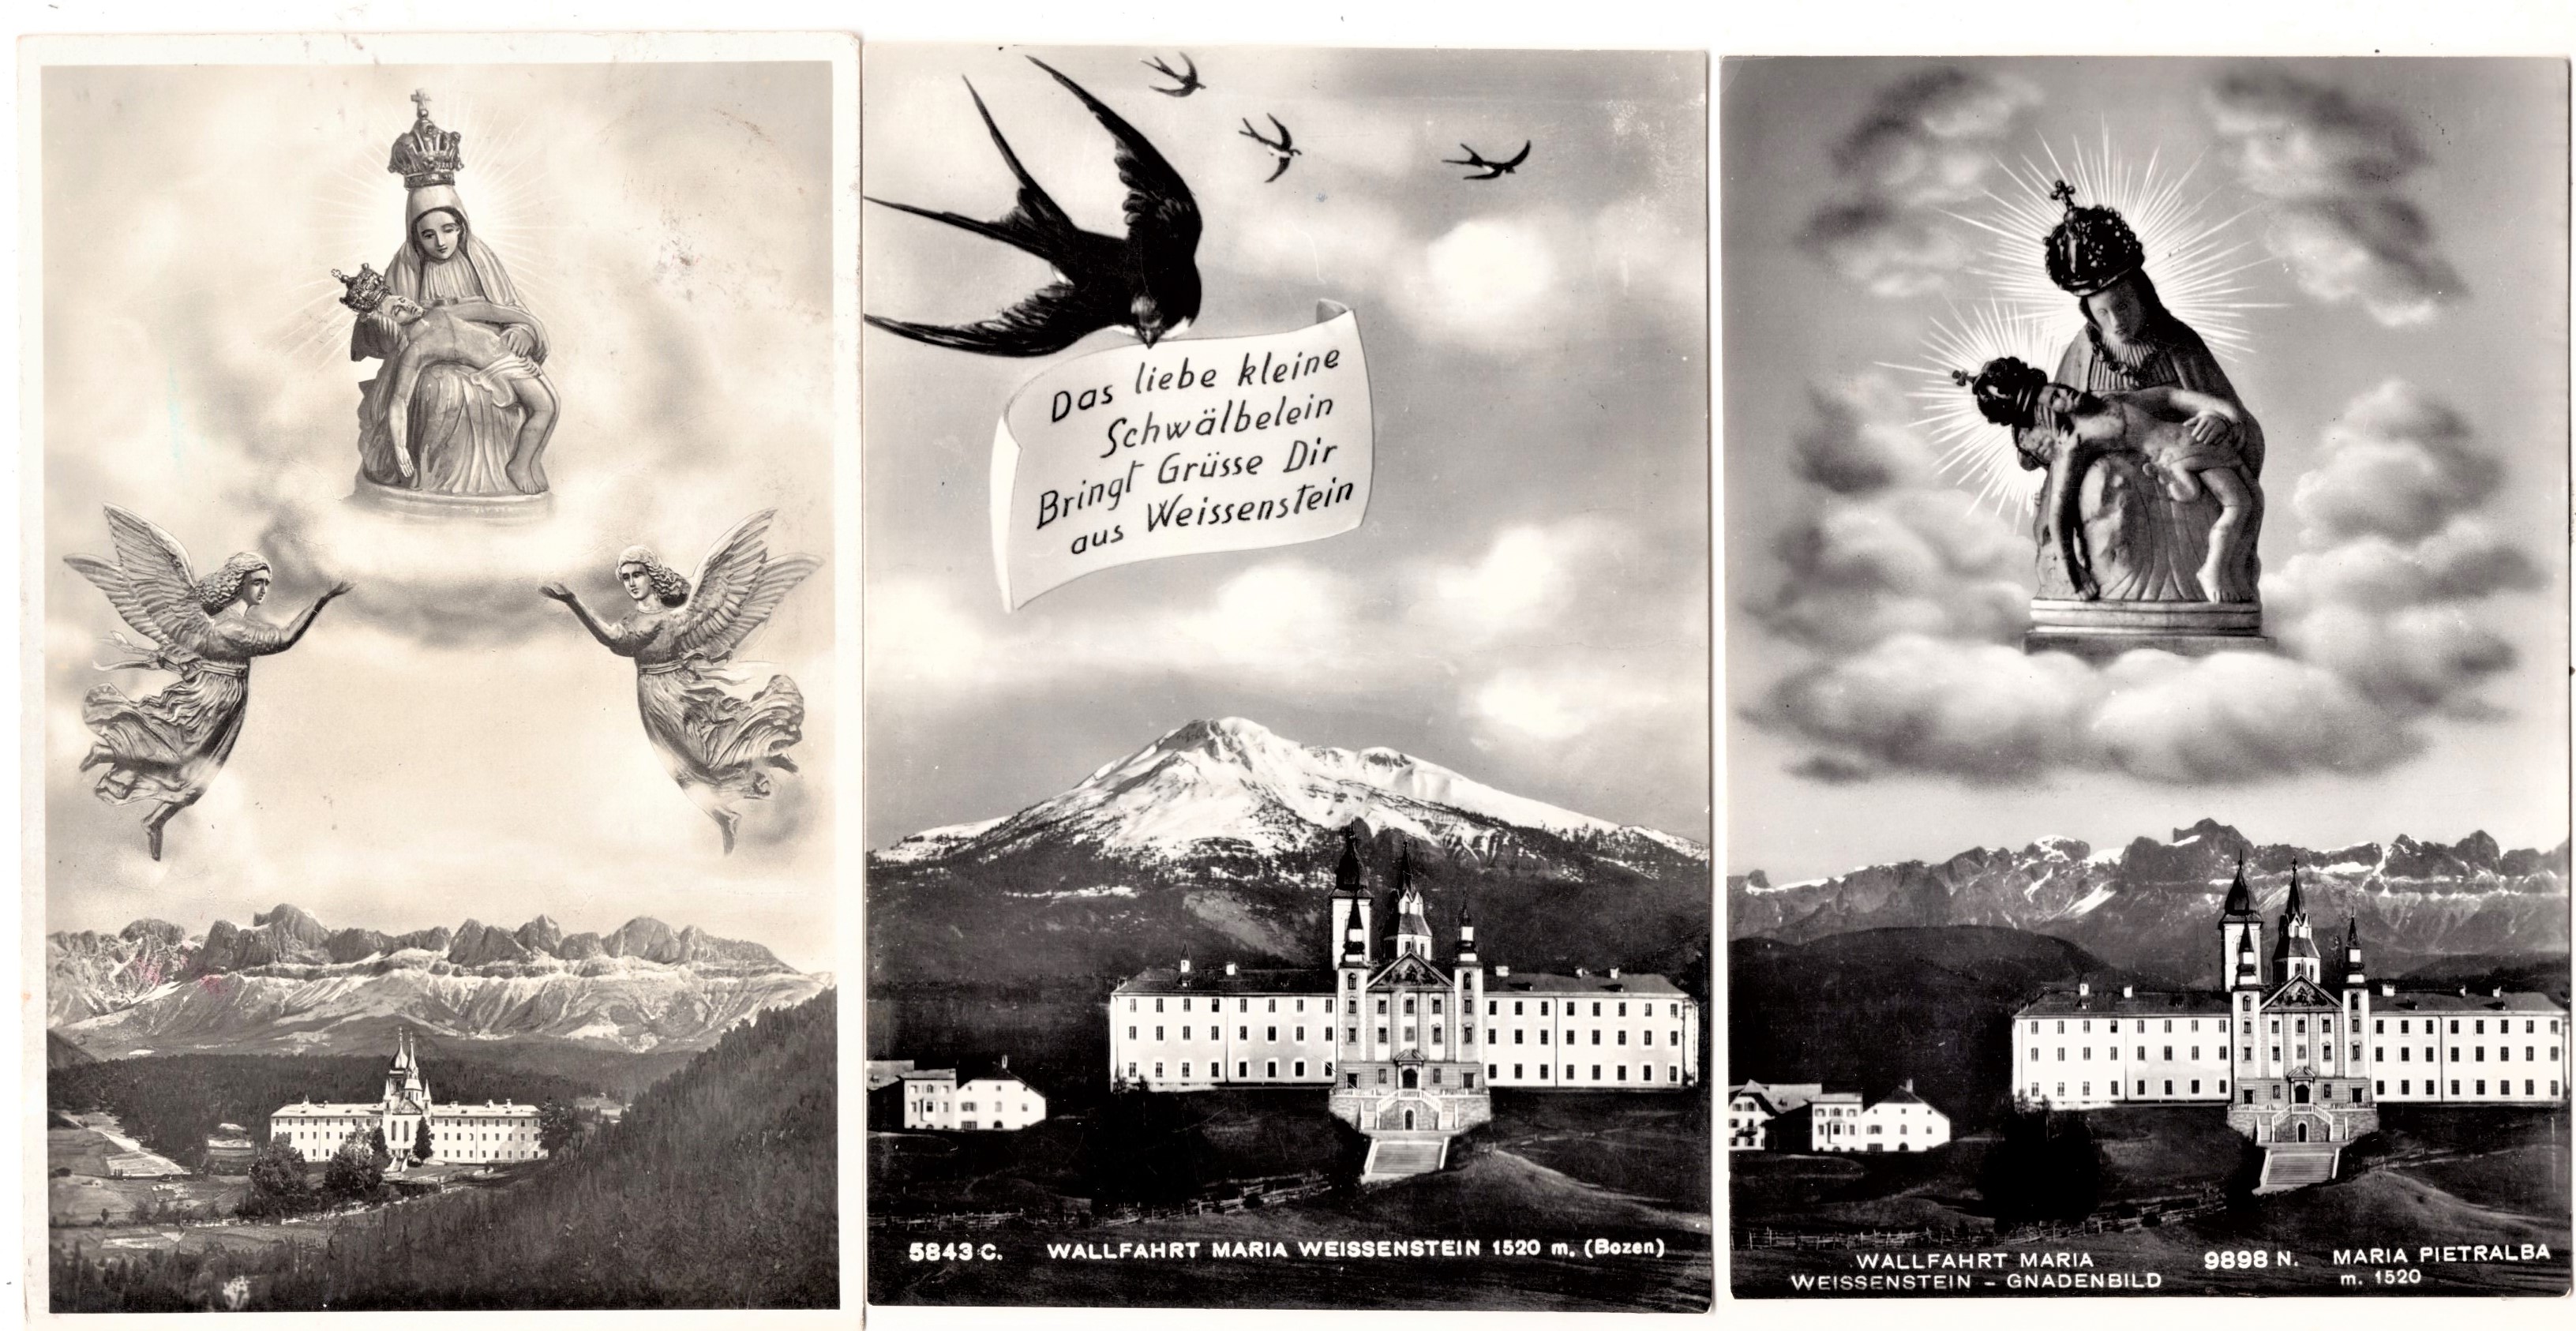 Das liebe kleine
Schwälbelein
Bringt Grüsse Dir
aus Weissenstein
5843 C. WALLFAHRT MARIA WEISSENSTEIN 1520 m. (Bozen)
WALLFAHRT MARIA
WEISSENSTEIN - GNADENBILD
9898 N. MARIA PIETRALBA
m. 1520